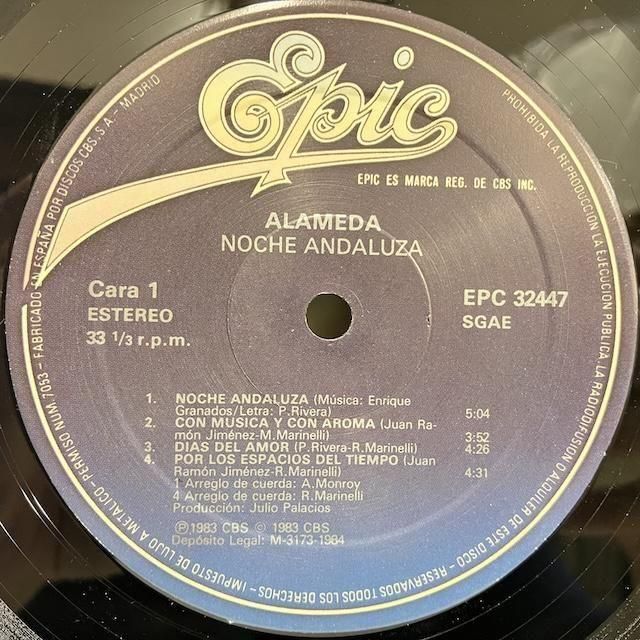 Epic
EPIC ES MARCA REG. DE CBS INC.
ALAMEDA
NOCHE ANDALUZA
Cara 1
ESTEREO
33 1/3 r.p.m.
EPC 32447
SGAE
1. NOCHE ANDALUZA (Música: Enrique
Granados/Letra: P.Rivera) 5:04
2. CON MUSICA Y CON AROMA (Juan Ra-
món Jiménez-M.Marinelli) 3:52
3. DIAS DEL AMOR (P.Rivera-R.Marinelli) 4:26
4. POR LOS ESPACIOS DEL TIEMPO (Juan
Ramón Jiménez-R.Marinelli) 4:31
1 Arreglo de cuerda: A.Monroy
4 Arreglo de cuerda: R.Marinelli
Producción: Julio Palacios
Ⓟ1983 CBS © 1983 CBS
Depósito Legal: M-3173-1984
PROHIBIDA LA REPRODUCCION LA EJECUCION PUBLICA, LA RADIODIFUSION O ALQUILER DE ESTE DISCO - RESERVADOS TODOS LOS DERECHOS - IMPUESTO DE LUJO A METALICO - PERMISO NUM. 7053 - FABRICADO EN ESPAÑA POR DISCOS CBS, S.A. - MADRID